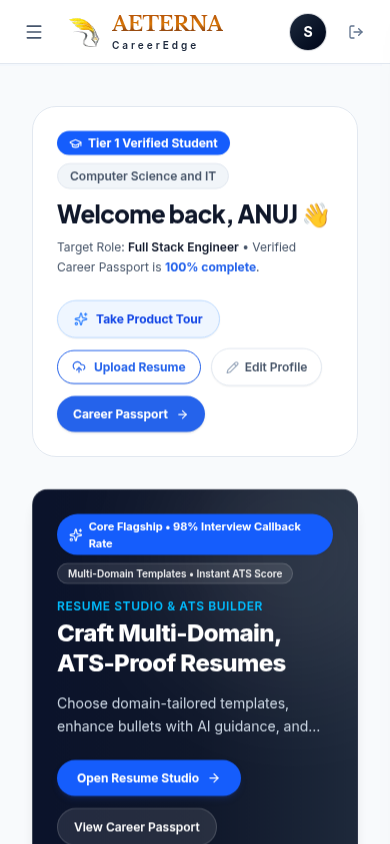 AETERNA
CareerEdge
S
Tier 1 Verified Student
Computer Science and IT
Welcome back, ANUJ 👋
Target Role: Full Stack Engineer • Verified
Career Passport is 100% complete.
Take Product Tour
Upload Resume
Edit Profile
Career Passport →
Core Flagship • 98% Interview Callback
Rate
Multi-Domain Templates • Instant ATS Score
RESUME STUDIO & ATS BUILDER
Craft Multi-Domain,
ATS-Proof Resumes
Choose domain-tailored templates,
enhance bullets with AI guidance, and...
Open Resume Studio →
View Career Passport